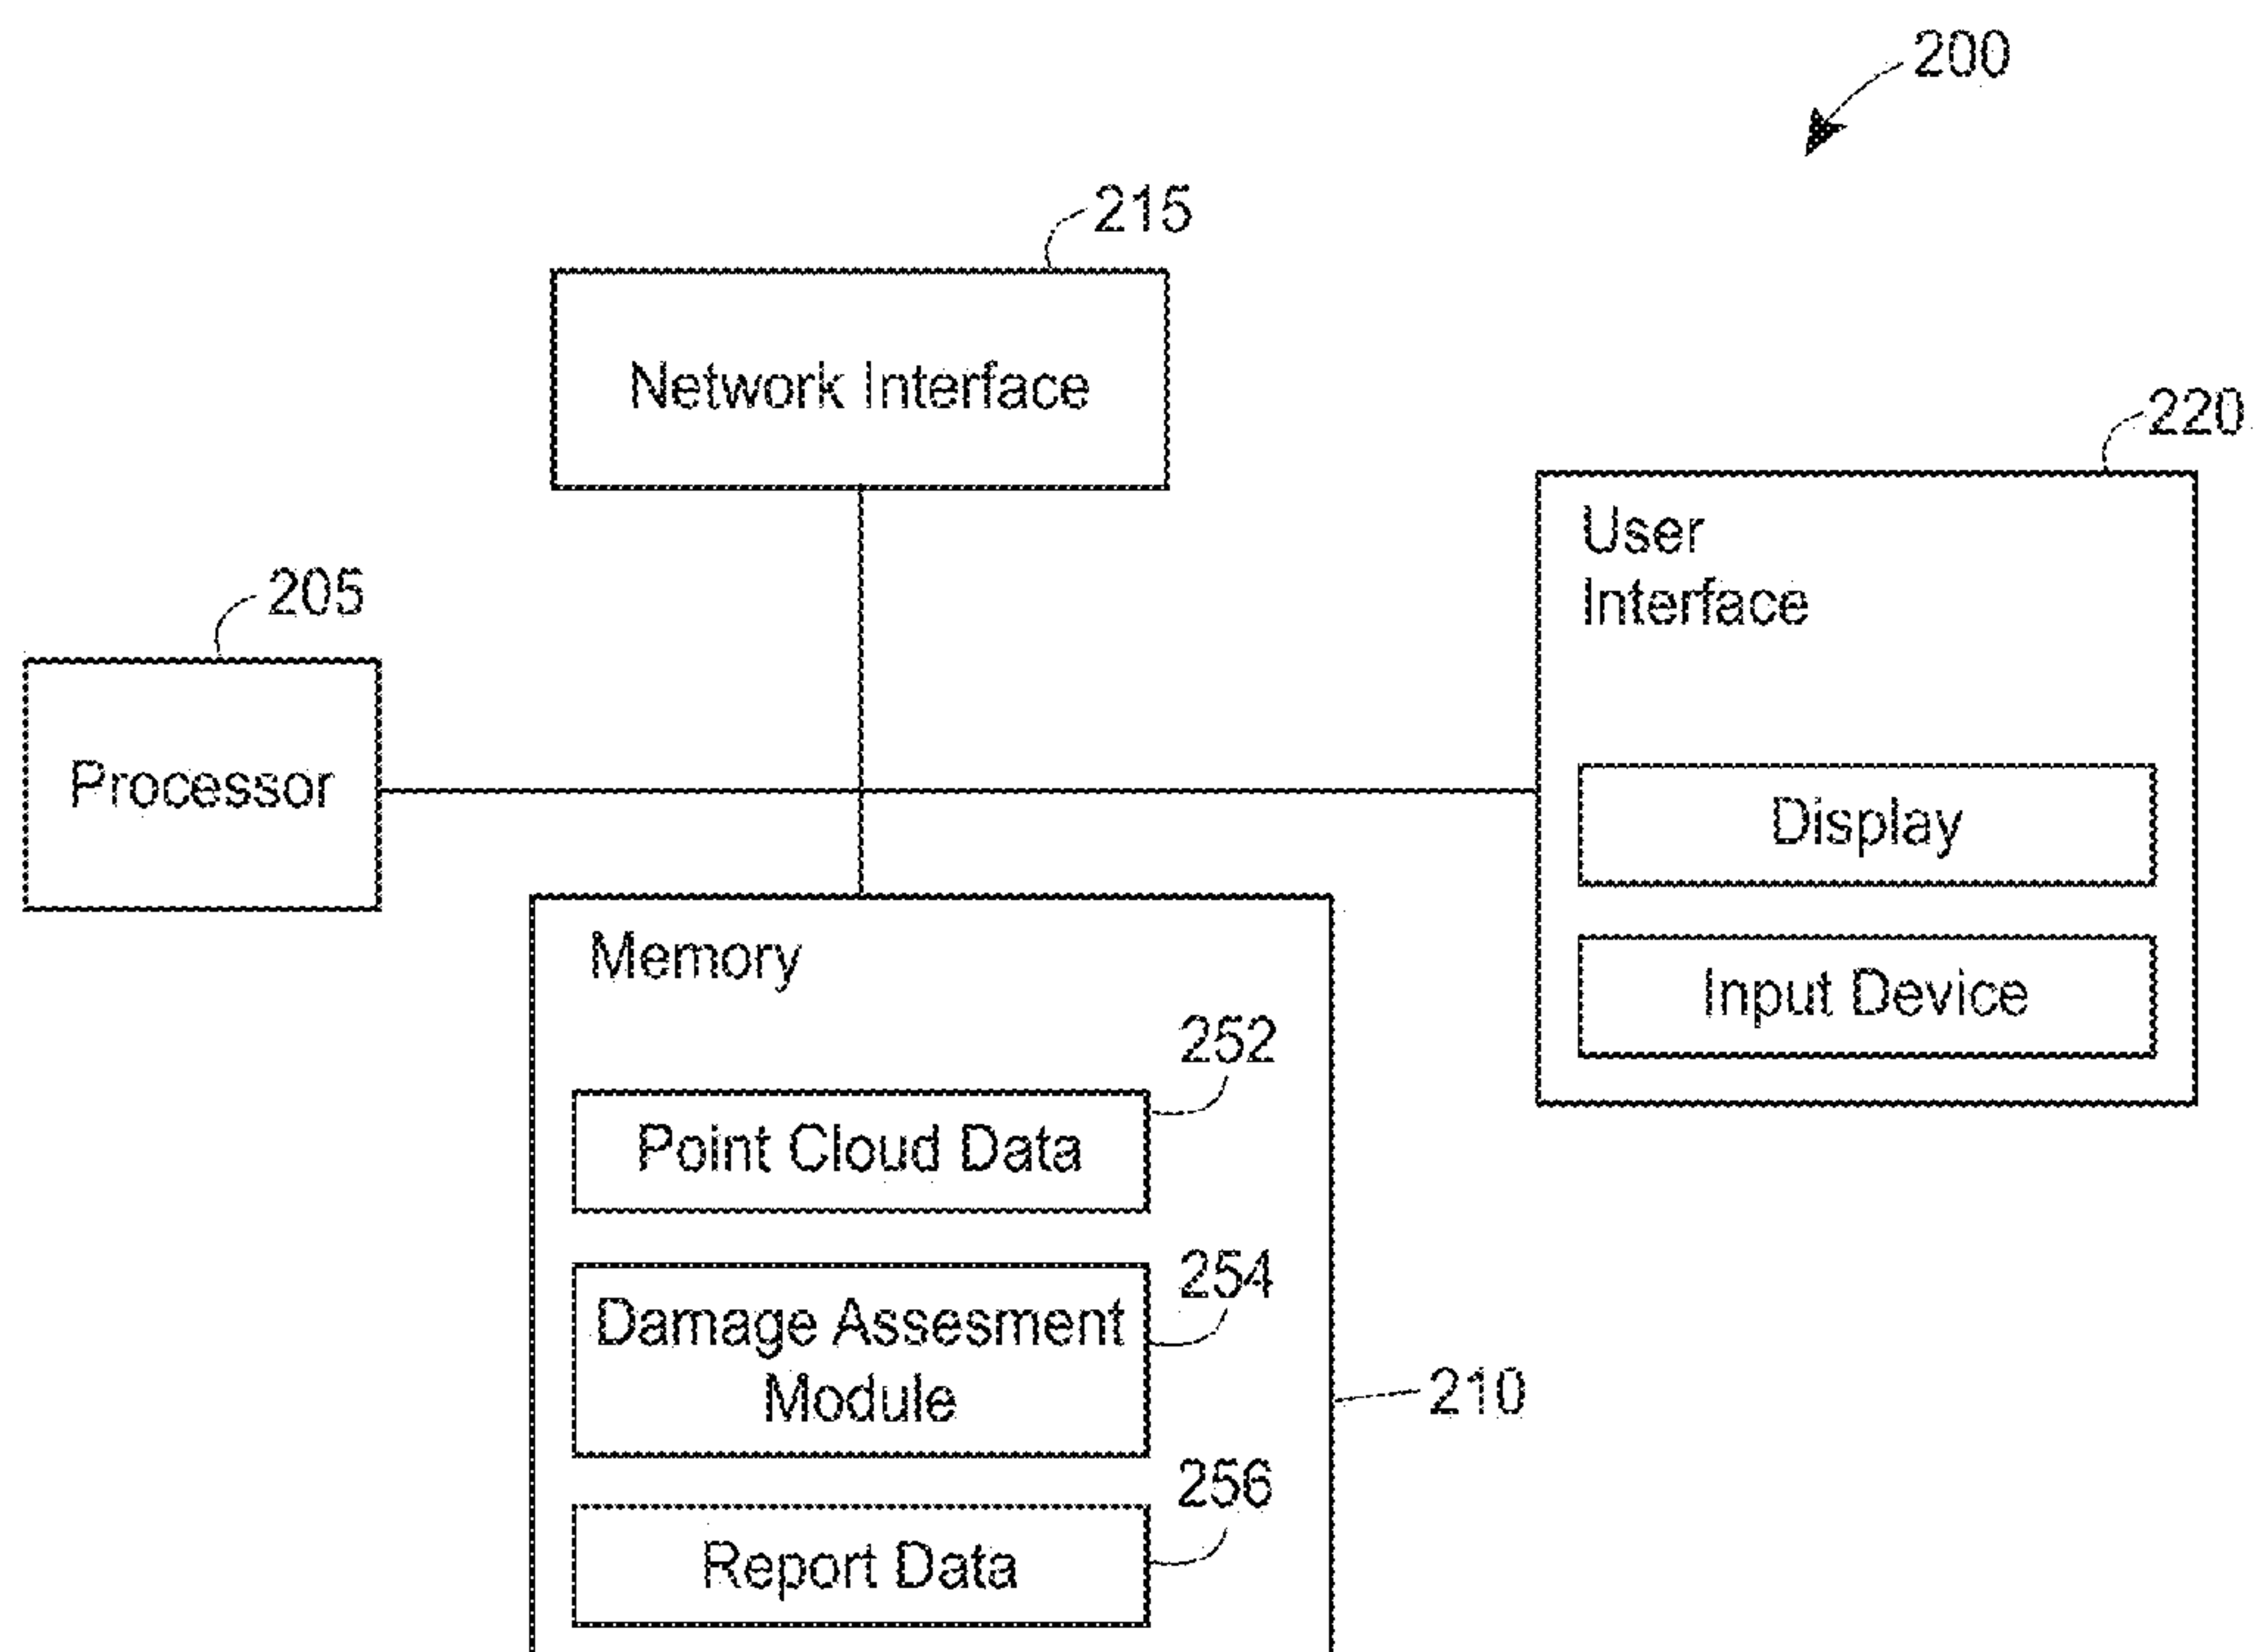 200
215
Network Interface
220
User
Interface
205
Processor
Display
Input Device
Memory
252
Point Cloud Data
254
Damage Assesment
Module
210
256
Report Data